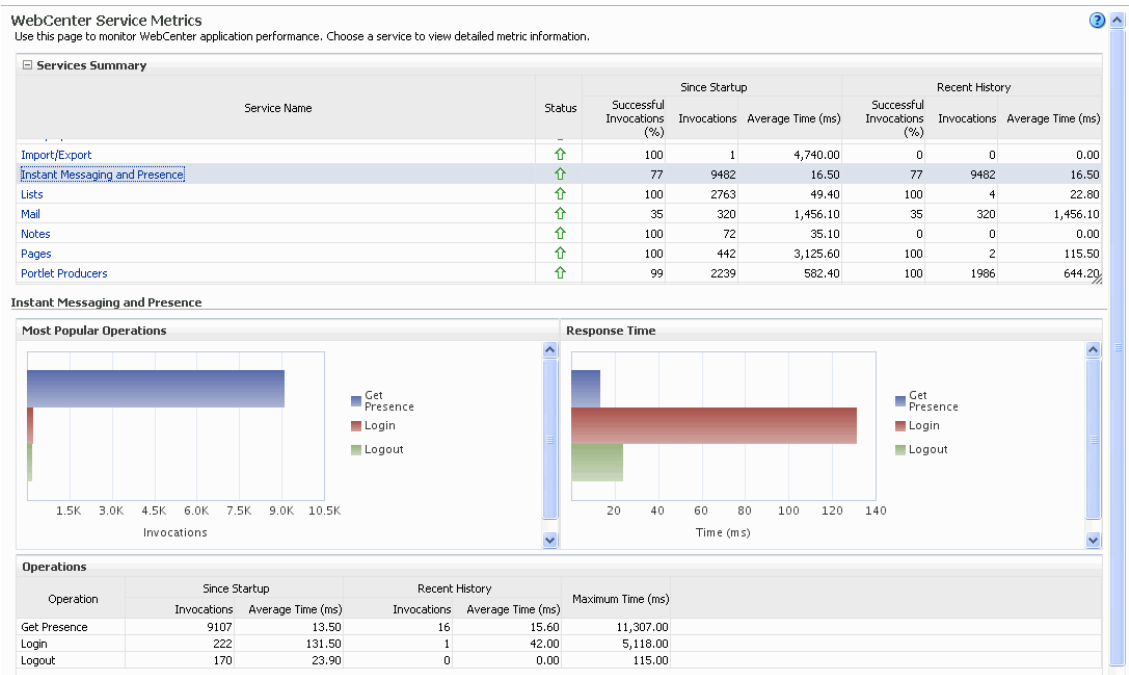 WebCenter Service Metrics
Use this page to monitor WebCenter application performance. Choose a service to view detailed metric information.
Services Summary
Service Name Status Since Startup Recent History
Successful Invocations (%) Invocations Average Time (ms) Successful Invocations (%) Invocations Average Time (ms)
Import/Export 100 1 4,740.00 0 0 0.00
Instant Messaging and Presence 77 9482 16.50 77 9482 16.50
Lists 100 2763 49.40 100 4 22.80
Mail 35 320 1,456.10 35 320 1,456.10
Notes 100 72 35.10 0 0 0.00
Pages 100 442 3,125.60 100 2 115.50
Portlet Producers 99 2239 582.40 100 1986 644.20
Instant Messaging and Presence
Most Popular Operations
Get
Presence
Login
Logout
1.5K 3.0K 4.5K 6.0K 7.5K 9.0K 10.5K
Invocations
Response Time
Get
Presence
Login
Logout
20 40 60 80 100 120 140
Time (ms)
Operations
Operation Since Startup Recent History Maximum Time (ms)
Invocations Average Time (ms) Invocations Average Time (ms)
Get Presence 9107 13.50 16 15.60 11,307.00
Login 222 131.50 1 42.00 5,118.00
Logout 170 23.90 0 0.00 115.00